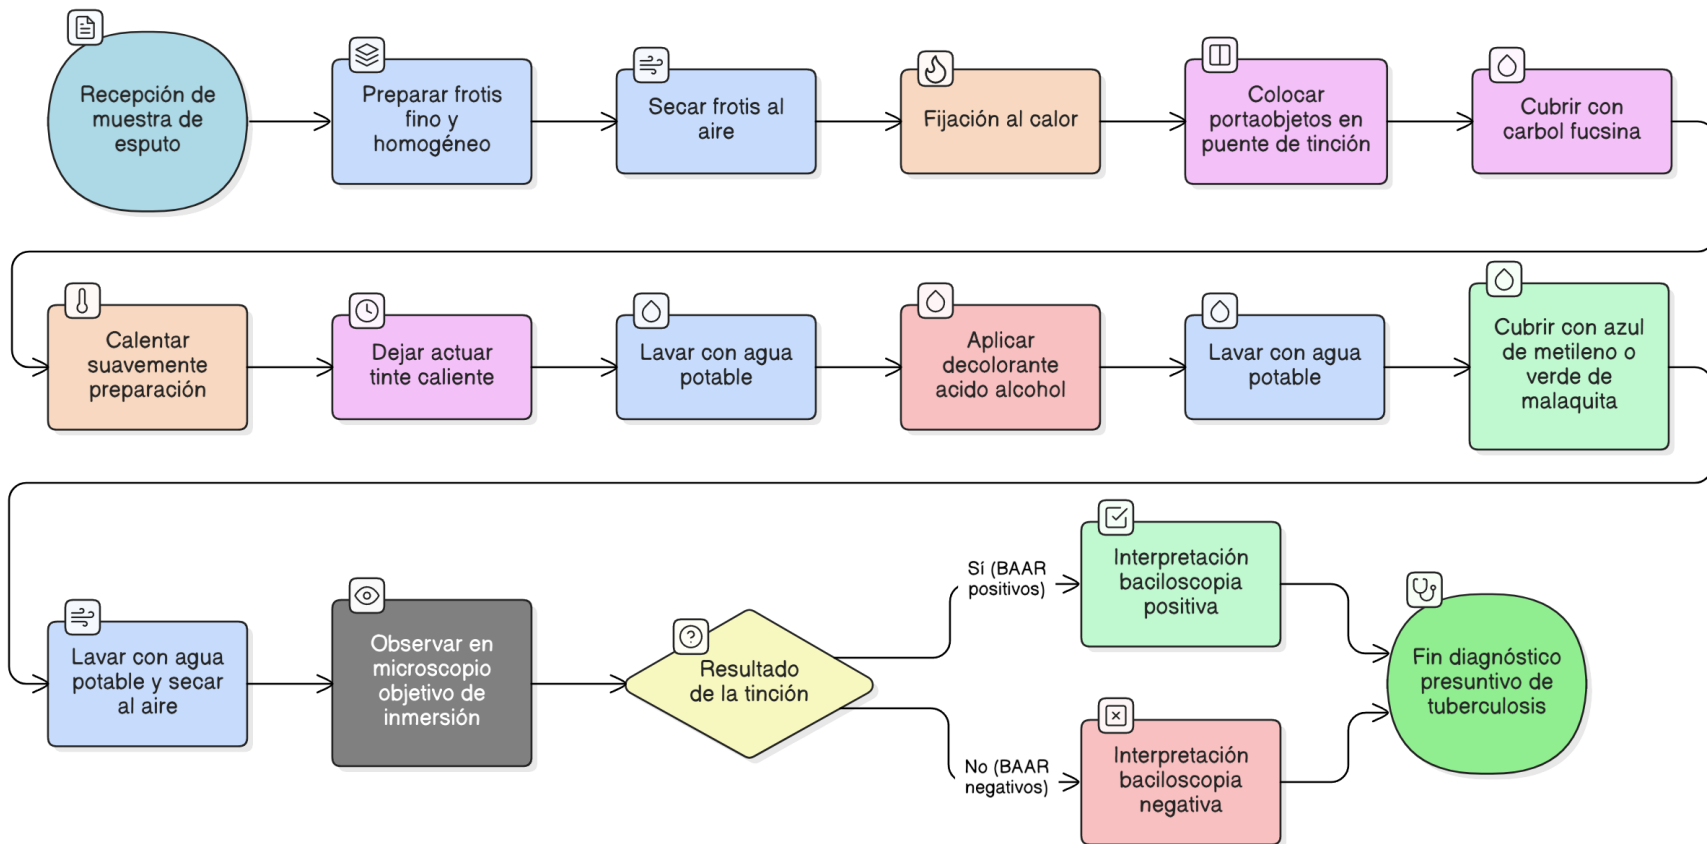 Recepción de
muestra de
esputo
Preparar frotis
fino y
homogéneo
Secar frotis al
aire
Fijación al calor
Colocar
portaobjetos en
puente de tinción
Cubrir con
carbol fucsina
Calentar
suavemente
preparación
Dejar actuar
tinte caliente
Lavar con agua
potable
Aplicar
decolorante
acido alcohol
Lavar con agua
potable
Cubrir con azul
de metileno o
verde de
malaquita
Lavar con agua
potable y secar
al aire
Observar en
microscopio
objetivo de
inmersión
Resultado
de la tinción
Sí (BAAR
positivos)
Interpretación
baciloscopia
positiva
No (BAAR
negativos)
Interpretación
baciloscopia
negativa
Fin diagnóstico
presuntivo de
tuberculosis